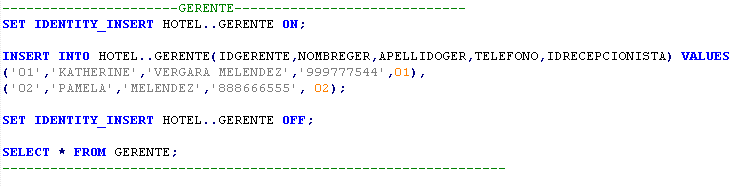 ----------------------GERENTE-----------------------------
SET IDENTITY_INSERT HOTEL..GERENTE ON;
INSERT INTO HOTEL..GERENTE(IDGERENTE,NOMBREGER,APELLIDOGER,TELEFONO,IDRECEPCIONISTA) VALUES
('01','KATHERINE','VERGARA MELENDEZ','999777544',01),
('02','PAMELA','MELENDEZ','888666555', 02);
SET IDENTITY_INSERT HOTEL..GERENTE OFF;
SELECT * FROM GERENTE;
---------------------------------------------------------------